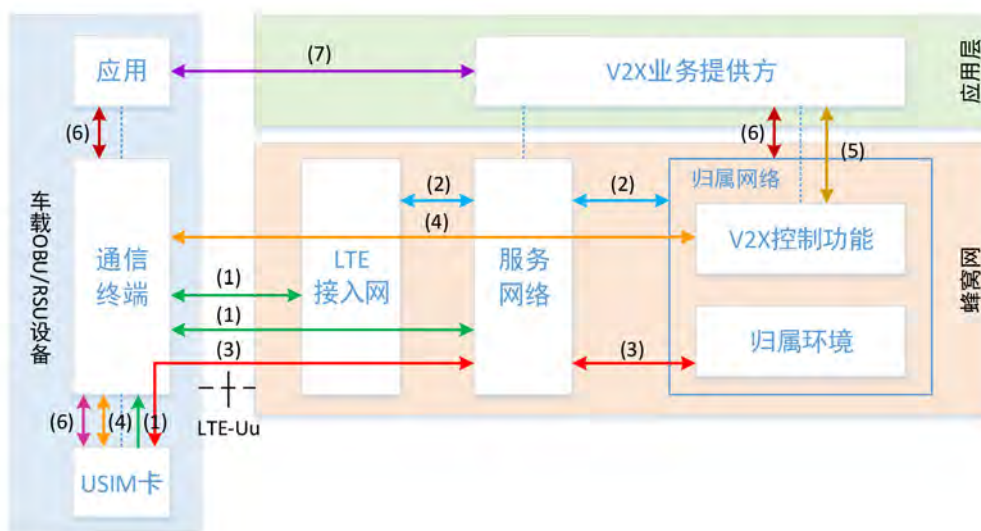 应用
(7)
V2X业务提供方
应用层
(6)
(6)
(5)
归属网络
(2)
(2)
(4)
V2X控制功能
车载OBU/RSU设备
通信
终端
LTE
接入网
服务
网络
蜂窝网
(1)
(1)
归属环境
(3)
(3)
(6)
(4)
(1)
LTE-Uu
USIM卡